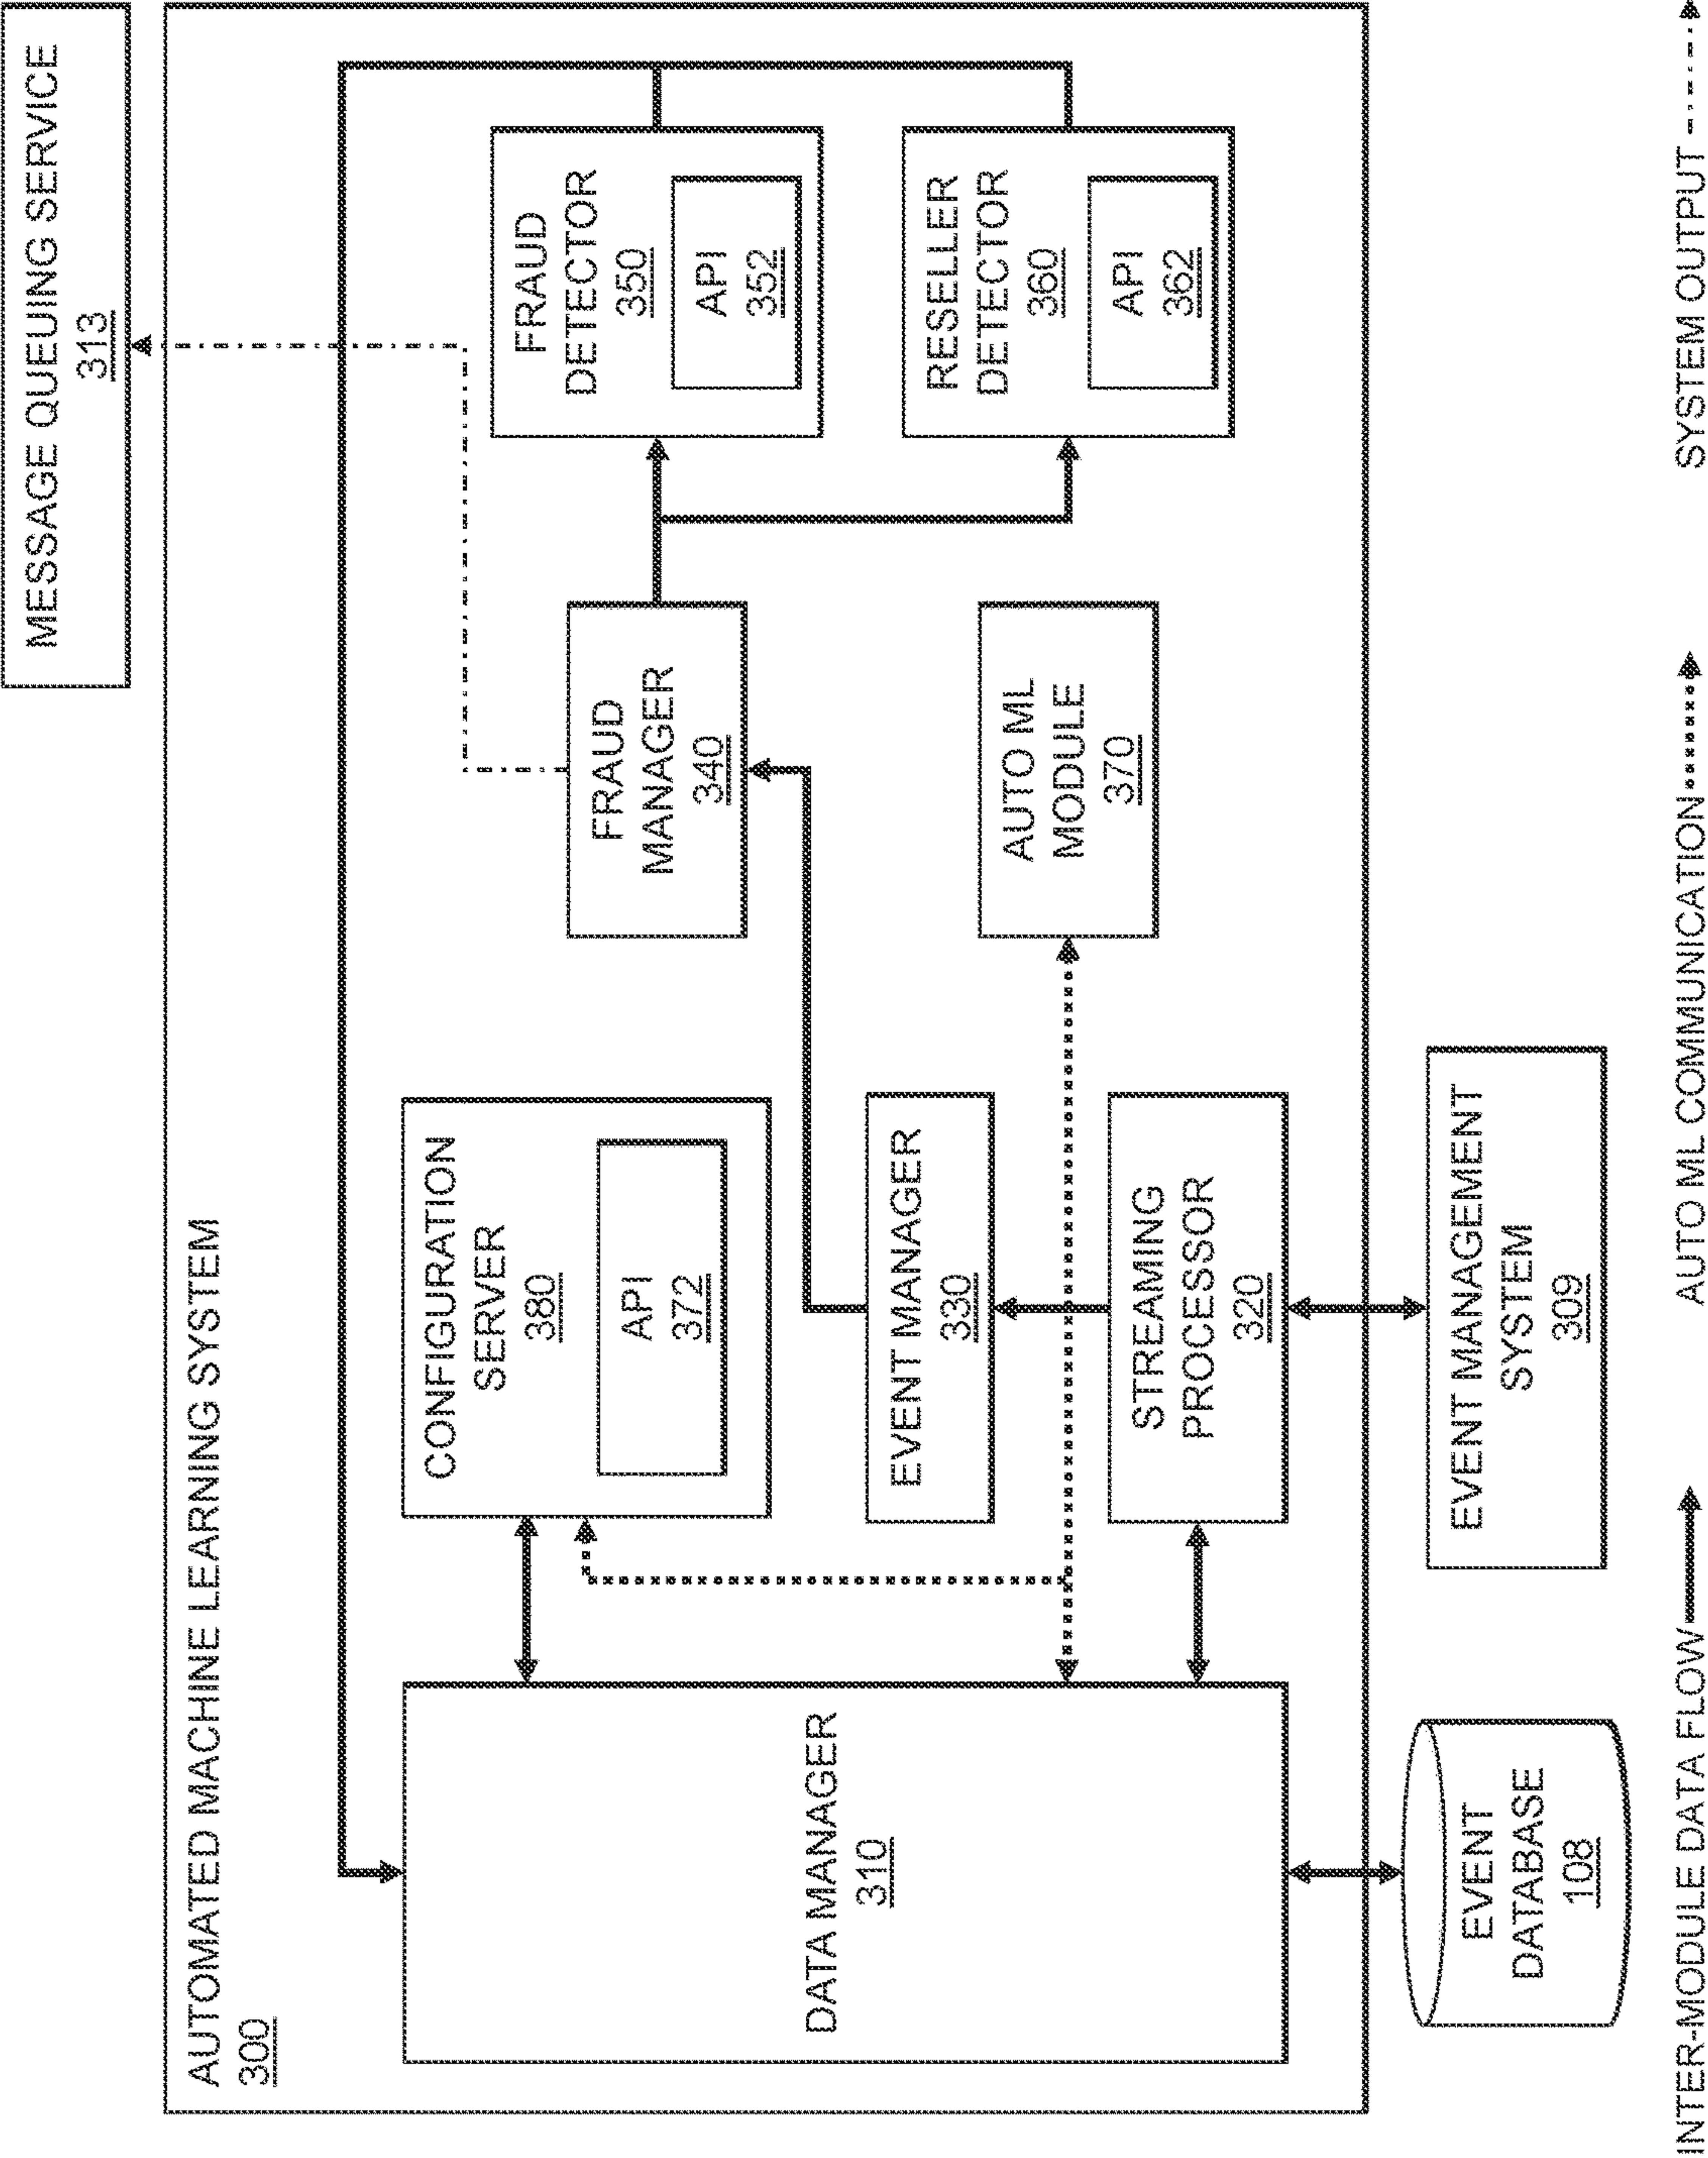 MESSAGE QUEUING SERVICE
313
AUTOMATED MACHINE LEARNING SYSTEM
300
DATA MANAGER
310
CONFIGURATION
SERVER
380
API
372
EVENT MANAGER
330
STREAMING
PROCESSOR
320
FRAUD
MANAGER
340
AUTO ML
MODULE
370
FRAUD
DETECTOR
350
API
352
RESELLER
DETECTOR
360
API
362
EVENT
DATABASE
108
EVENT MANAGEMENT
SYSTEM
309
INTER-MODULE DATA FLOW
AUTO ML COMMUNICATION
SYSTEM OUTPUT